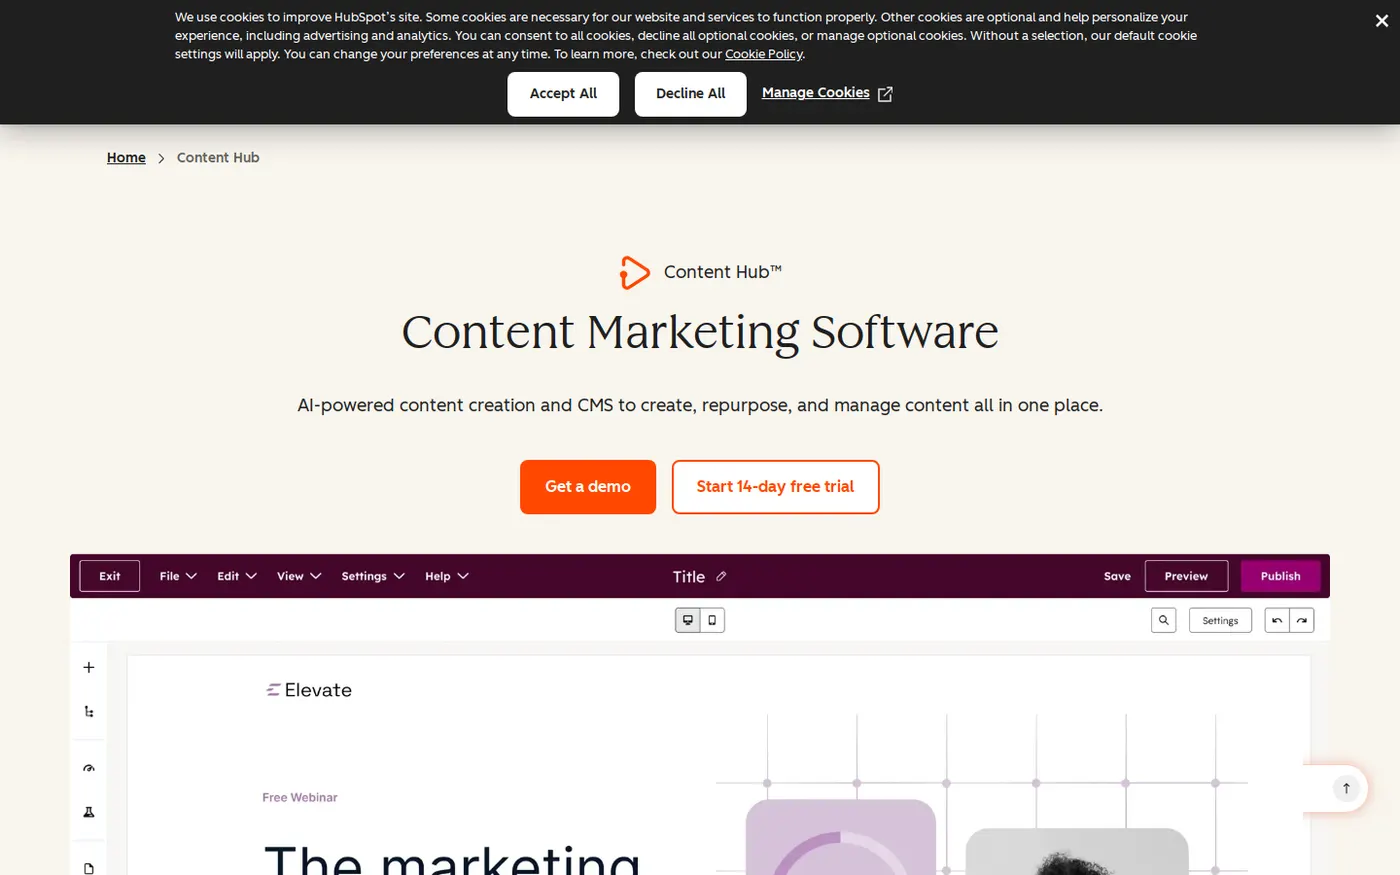 We use cookies to improve HubSpot's site. Some cookies are necessary for our website and services to function properly. Other cookies are optional and help personalize your
experience, including advertising and analytics. You can consent to all cookies, decline all optional cookies, or manage optional cookies. Without a selection, our default cookie
settings will apply. You can change your preferences at any time. To learn more, check out our Cookie Policy.
Accept All
Decline All
Manage Cookies
Home
Content Hub
Content Hub™
Content Marketing Software
AI-powered content creation and CMS to create, repurpose, and manage content all in one place.
Get a demo
Start 14-day free trial
Exit
File
Edit
View
Settings
Help
Title
Save
Preview
Publish
Settings
Elevate
Free Webinar
The marketing